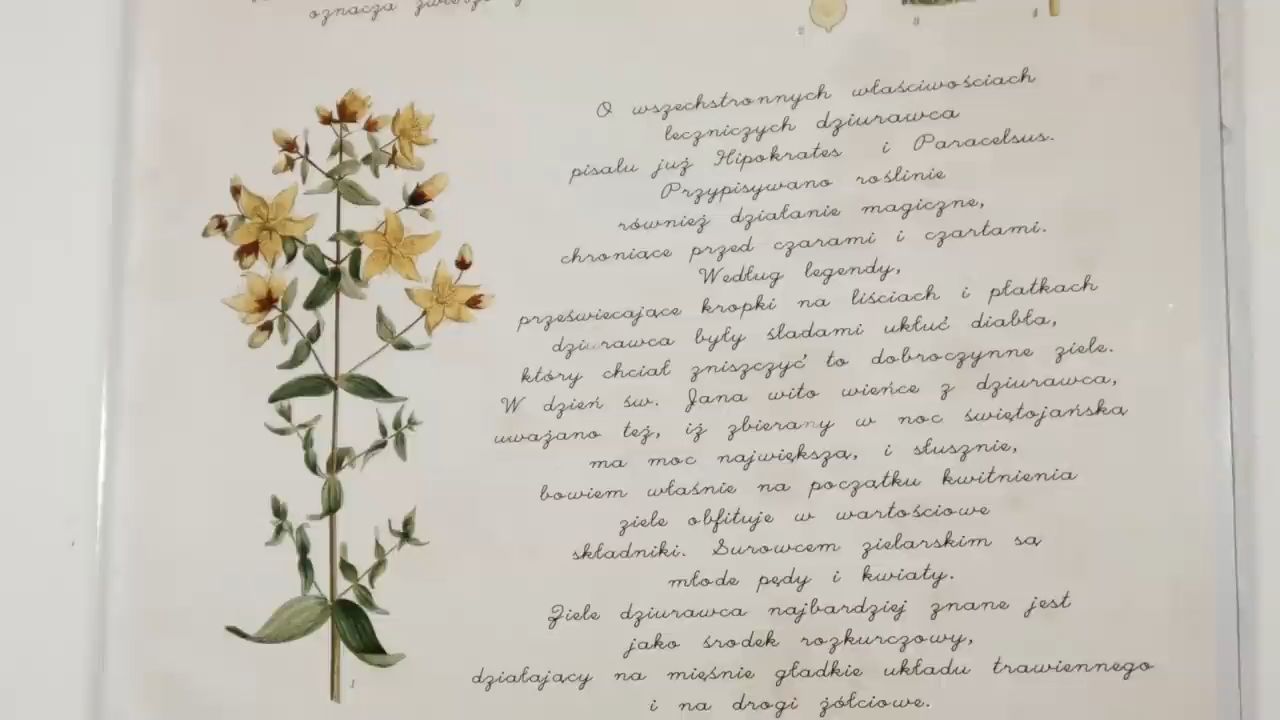 oznacza
O wszechstronnych właściwościach
leczniczych dziurawca
pisału już Hipokrates i Paracelsus.
Przypisywano roślinie
również działanie magiczne,
chroniące przed czarami i czartami.
Według legendy,
przeświecające kropki na liściach i płatkach
dziurawca były śladami ukłuć diabła,
który chciał zniszczyć to dobroczynne ziele.
W dzień św. Jana wito wieńce z dziurawca,
uważano też, iż zbierany w noc świętojańską
ma moc największą, i słusznie,
bowiem właśnie na początku kwitnienia
ziele obfituje w wartościowe
składniki. Surowcem zielarskim są
młode pędy i kwiaty.
Ziele dziurawca najbardziej znane jest
jako środek rozkurczowy,
działający na mięśnie gładkie układu trawiennego
i na drogi żółciowe.
1